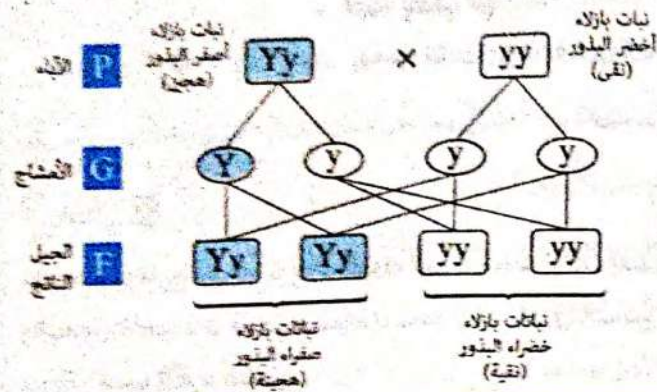 نبات بازلاء
أصفر البذور
(هجين)
نبات بازلاء
أخضر البذور
(نقى)
P الآباء
Yy × yy
G الأمشاج
Y y y y
F الجيل
الناتج
Yy Yy yy yy
نباتات بازلاء
صفراء البذور
(هجينة)
نباتات بازلاء
خضراء البذور
(نقية)